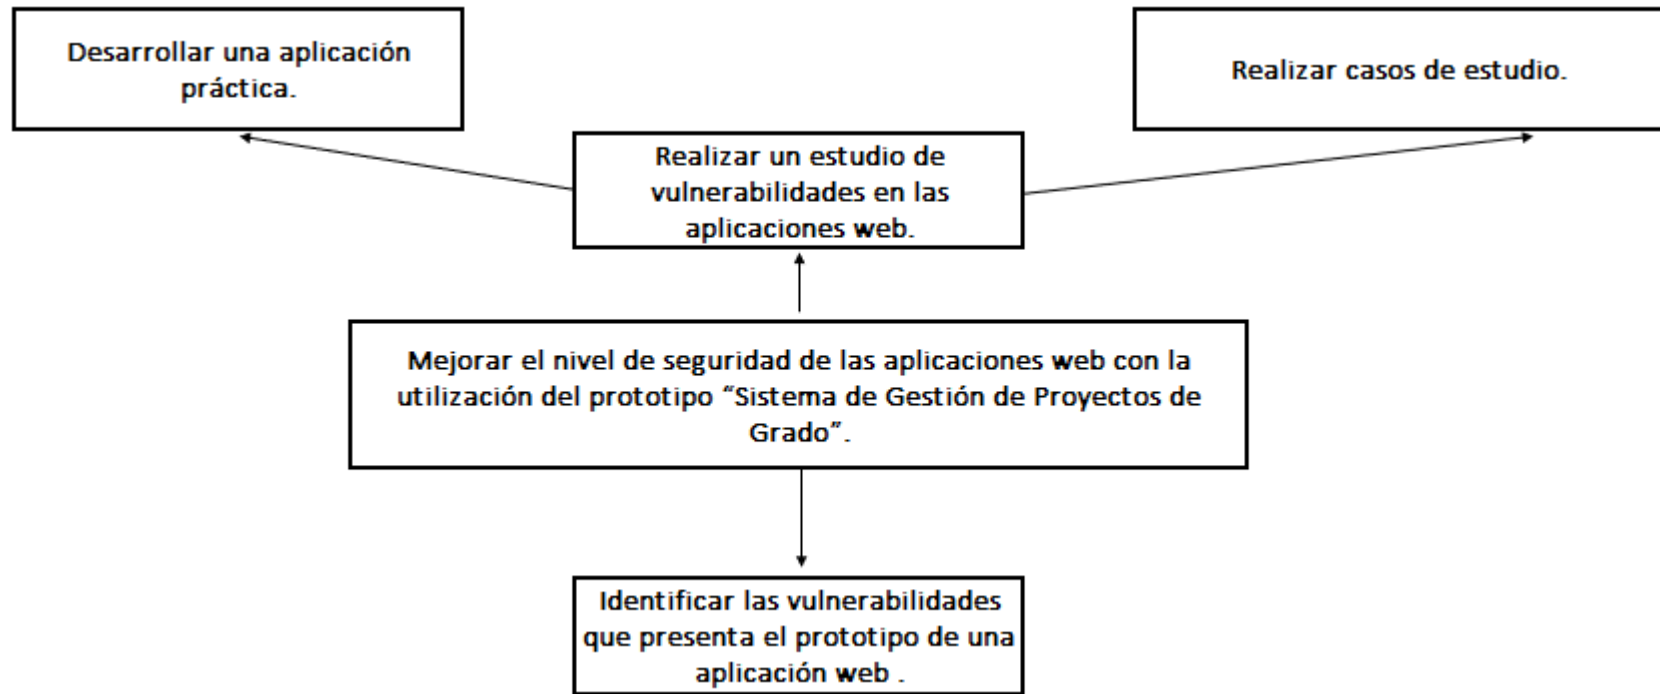 Desarrollar una aplicación
práctica.
Realizar casos de estudio.
Realizar un estudio de
vulnerabilidades en las
aplicaciones web.
Mejorar el nivel de seguridad de las aplicaciones web con la
utilización del prototipo “Sistema de Gestión de Proyectos de
Grado”.
Identificar las vulnerabilidades
que presenta el prototipo de una
aplicación web .